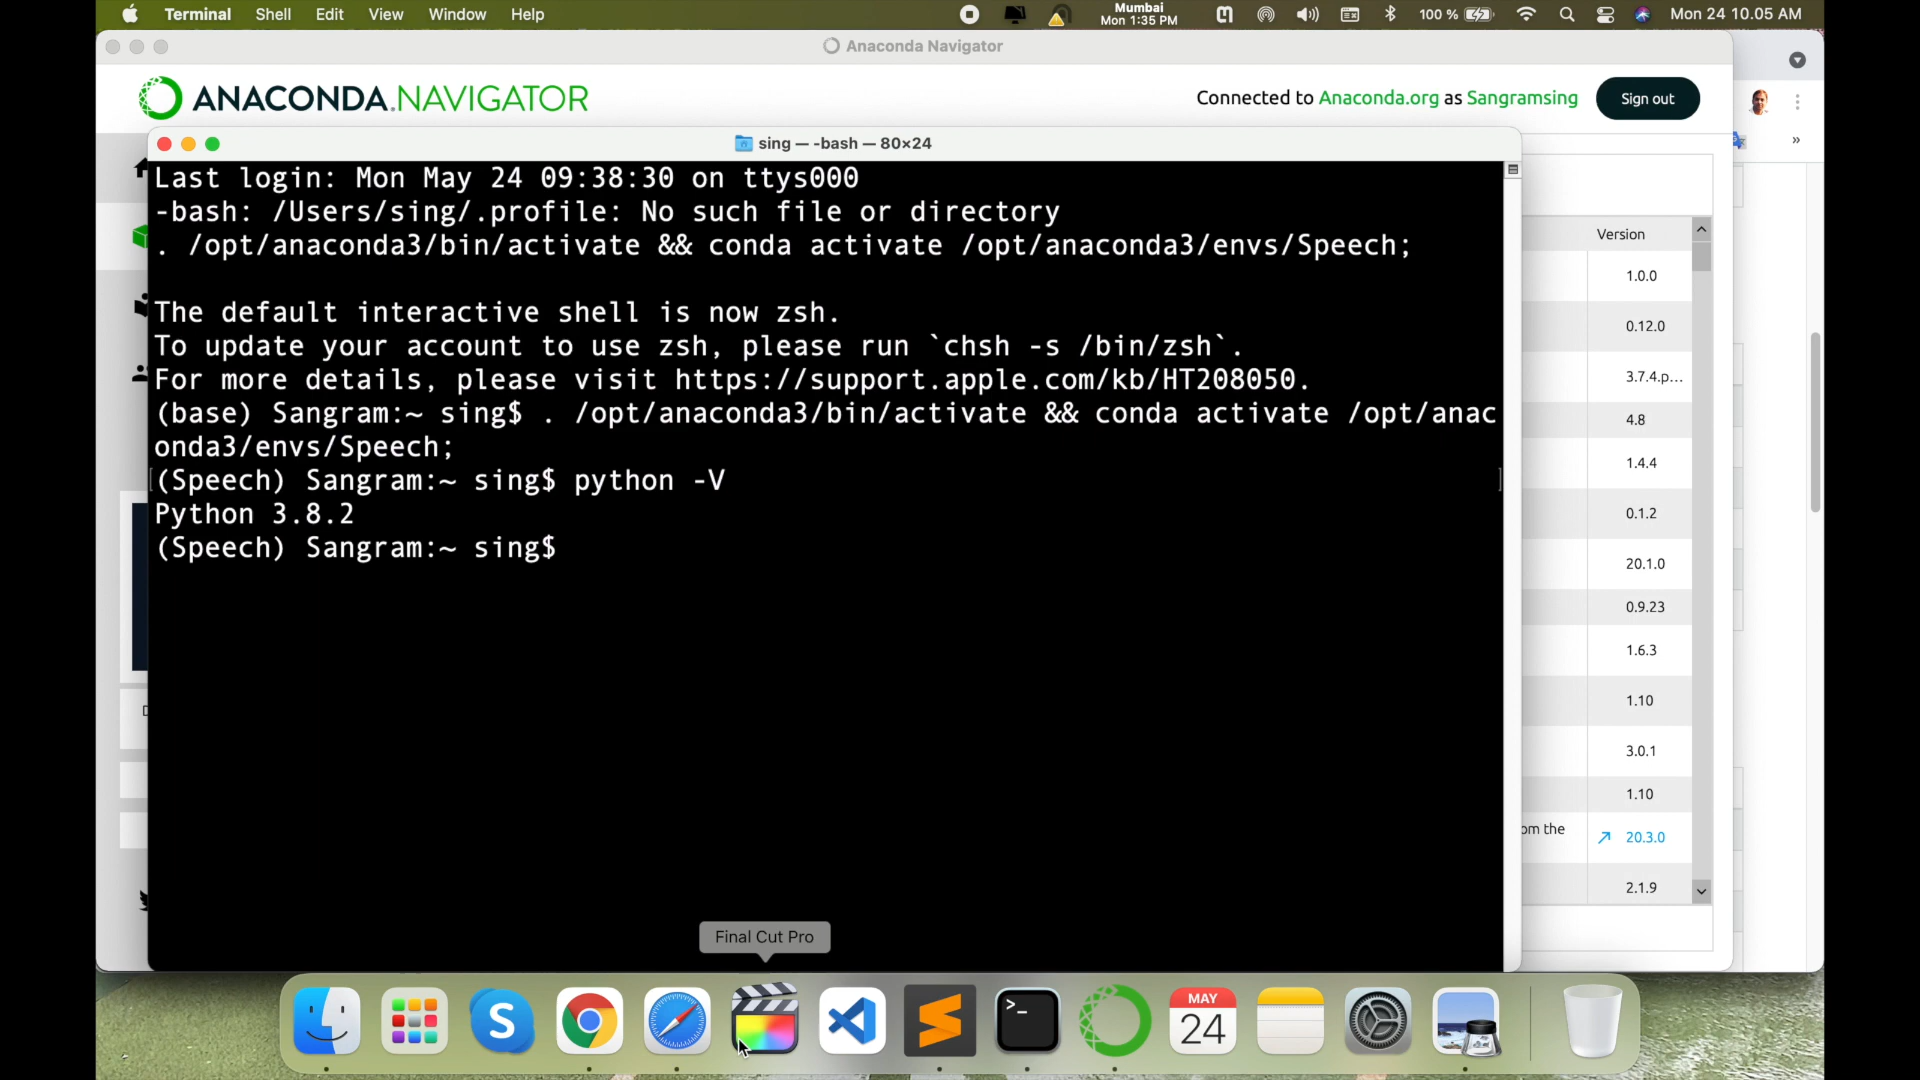 Terminal Shell Edit View Window Help
Mumbai
Mon 1:35 PM
100 %
Mon 24 10.05 AM
Anaconda Navigator
ANACONDA.NAVIGATOR
Connected to Anaconda.org as Sangramsing
Sign out
sing — -bash — 80×24
Last login: Mon May 24 09:38:30 on ttys000
-bash: /Users/sing/.profile: No such file or directory
. /opt/anaconda3/bin/activate && conda activate /opt/anaconda3/envs/Speech;
The default interactive shell is now zsh.
To update your account to use zsh, please run `chsh -s /bin/zsh`.
For more details, please visit https://support.apple.com/kb/HT208050.
(base) Sangram:~ sing$ . /opt/anaconda3/bin/activate && conda activate /opt/anac
onda3/envs/Speech;
(Speech) Sangram:~ sing$ python -V
Python 3.8.2
(Speech) Sangram:~ sing$
Version
1.0.0
0.12.0
3.7.4.p...
4.8
1.4.4
0.1.2
20.1.0
0.9.23
1.6.3
1.10
3.0.1
1.10
om the
20.3.0
2.1.9
Final Cut Pro
S
>_
MAY
24